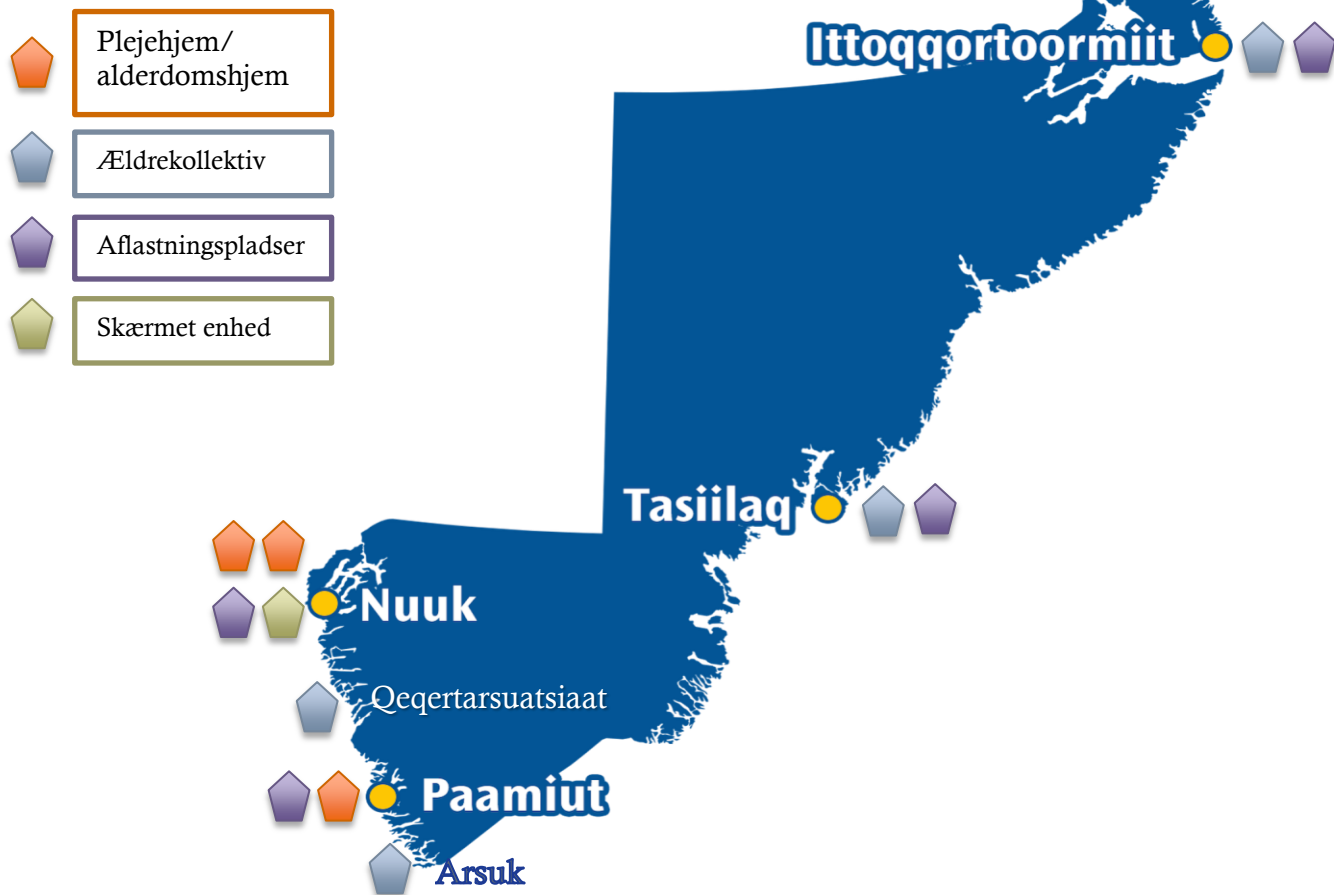 Plejehjem/
alderdomshjem
Ældrekollektiv
Aflastningspladser
Skærmet enhed
Ittoqqortoormiit
Tasiilaq
Nuuk
Qeqertarsuatsiaat
Paamiut
Arsuk